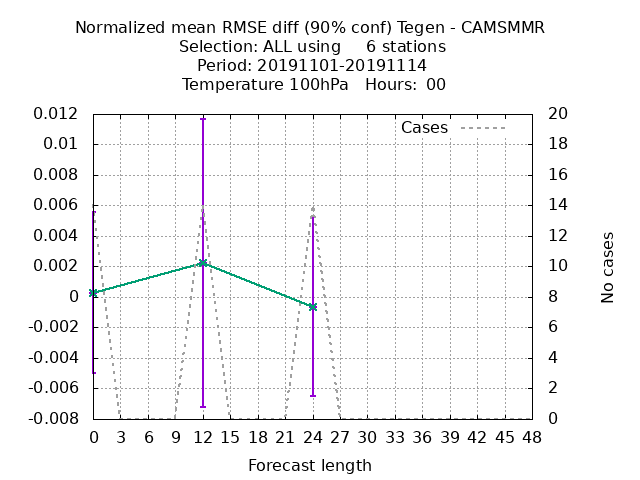 Normalized mean RMSE diff (90% conf) Tegen - CAMSMMR
Selection: ALL using     6 stations
Period: 20191101-20191114
Temperature 100hPa   Hours:  00
Cases
0.012
0.01
0.008
0.006
0.004
0.002
0
-0.002
-0.004
-0.006
-0.008
20
18
16
14
12
10
8
6
4
2
0
No cases
0 3 6 9 12 15 18 21 24 27 30 33 36 39 42 45 48
Forecast length